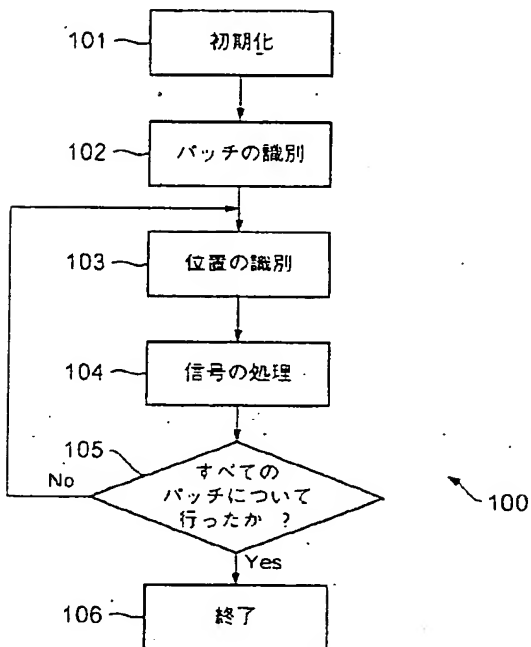 101
初期化
102
パッチの識別
103
位置の識別
104
信号の処理
105
すべての
パッチについて
行ったか ?
No
100
Yes
106
終了